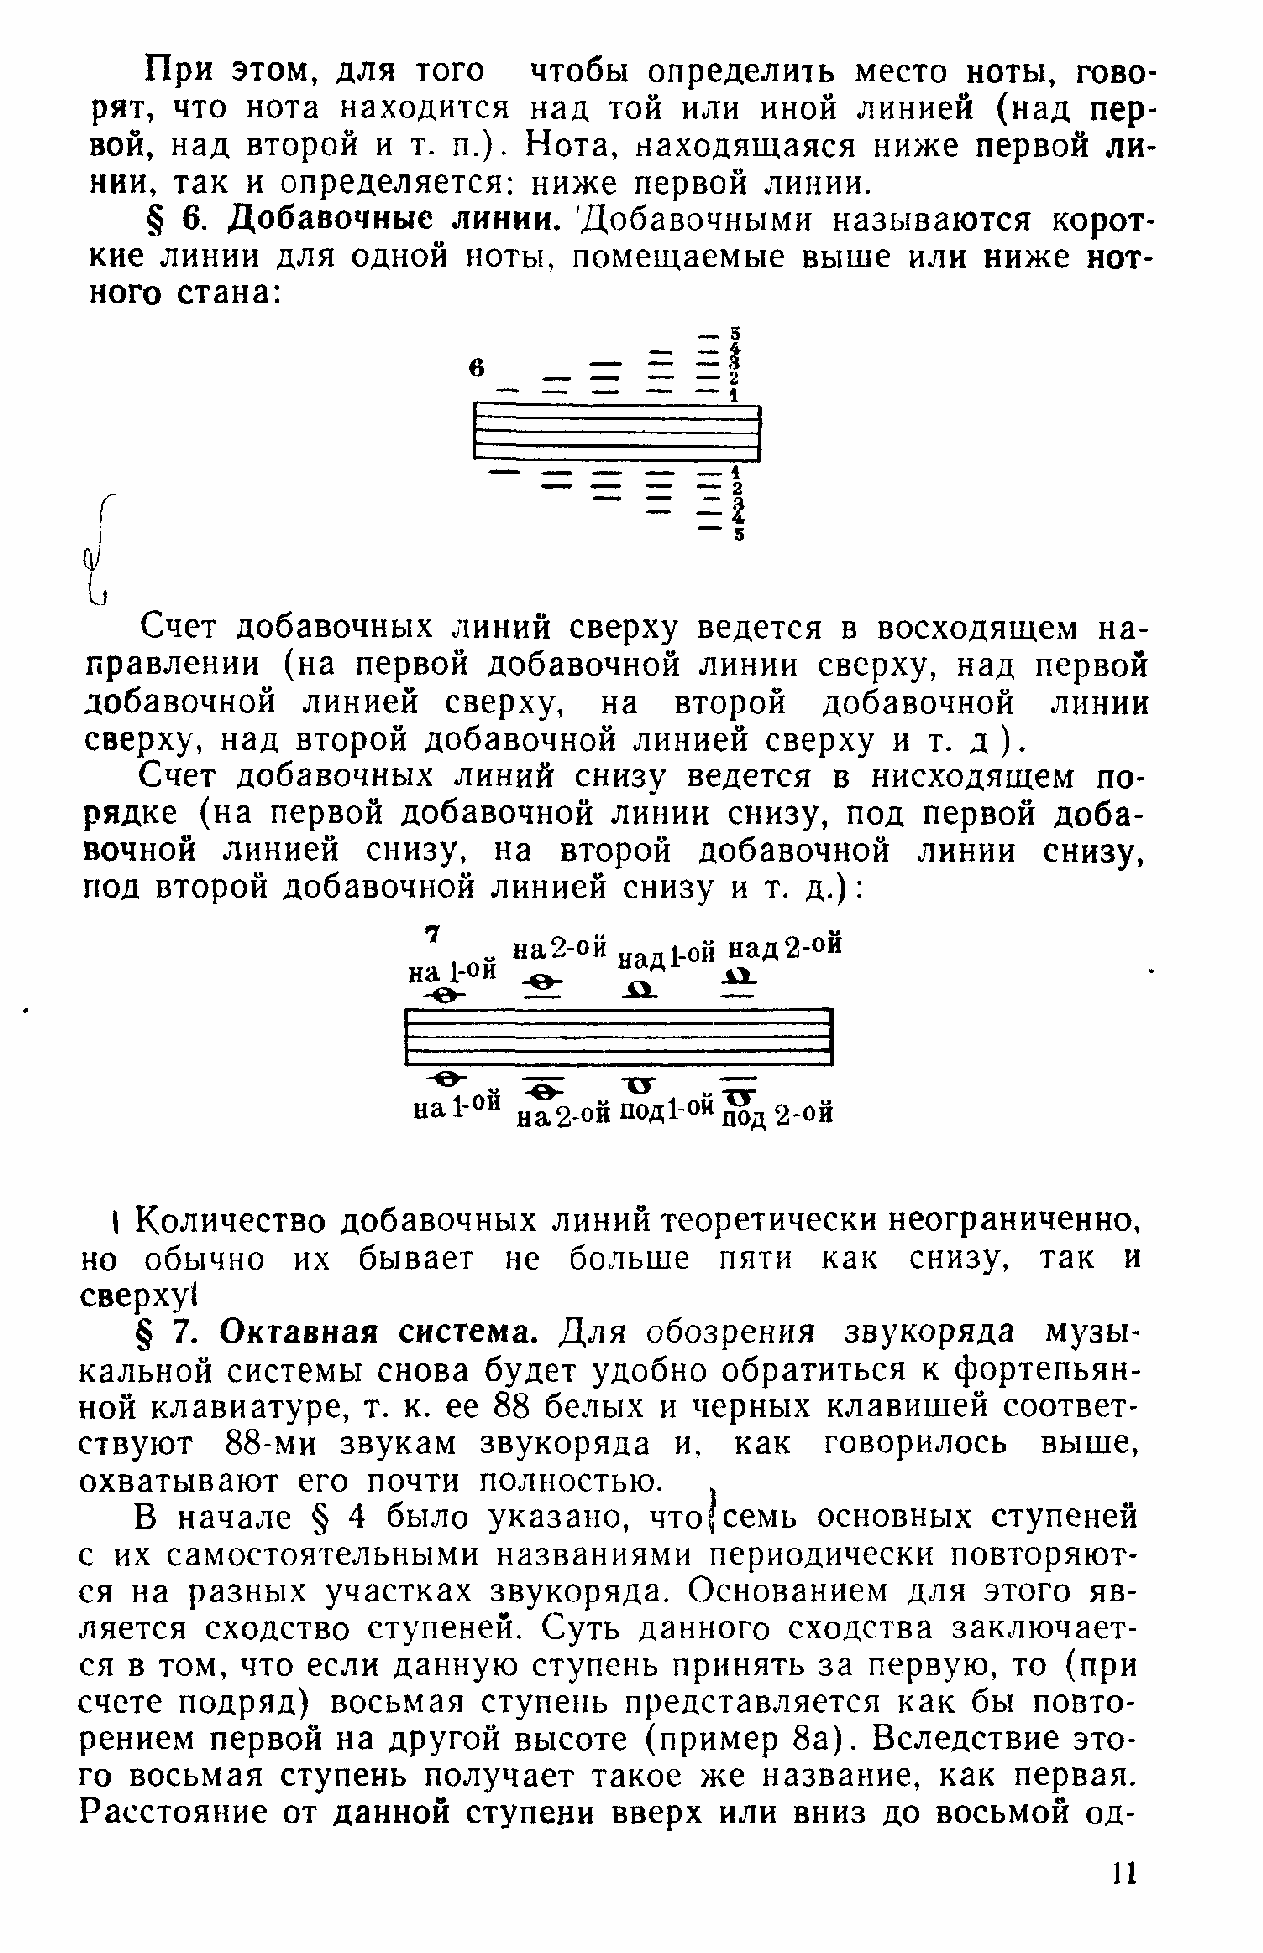 При этом, для того чтобы определить место ноты, гово-
рят, что нота находится над той или иной линией (над пер-
вой, над второй и т. п.). Нота, находящаяся ниже первой ли-
нии, так и определяется: ниже первой линии.
§ 6. Добавочные линии. Добавочными называются корот-
кие линии для одной ноты, помещаемые выше или ниже нот-
ного стана:
5
4
6 3
2
1
1
2
3
4
5
Счет добавочных линий сверху ведется в восходящем на-
правлении (на первой добавочной линии сверху, над первой
добавочной линией сверху, на второй добавочной линии
сверху, над второй добавочной линией сверху и т. д ).
Счет добавочных линий снизу ведется в нисходящем по-
рядке (на первой добавочной линии снизу, под первой доба-
вочной линией снизу, на второй добавочной линии снизу,
под второй добавочной линией снизу и т. д.):
7
на 1-ой на 2-ой над 1-ой над 2-ой
на 1-ой на 2-ой под 1-ой под 2-ой
Количество добавочных линий теоретически неограниченно,
но обычно их бывает не больше пяти как снизу, так и
сверху
§ 7. Октавная система. Для обозрения звукоряда музы-
кальной системы снова будет удобно обратиться к фортепьян-
ной клавиатуре, т. к. ее 88 белых и черных клавишей соответ-
ствуют 88-ми звукам звукоряда и, как говорилось выше,
охватывают его почти полностью.
В начале § 4 было указано, что семь основных ступеней
с их самостоятельными названиями периодически повторяют-
ся на разных участках звукоряда. Основанием для этого яв-
ляется сходство ступеней. Суть данного сходства заключает-
ся в том, что если данную ступень принять за первую, то (при
счете подряд) восьмая ступень представляется как бы повто-
рением первой на другой высоте (пример 8а). Вследствие это-
го восьмая ступень получает такое же название, как первая.
Расстояние от данной ступени вверх или вниз до восьмой од-
11